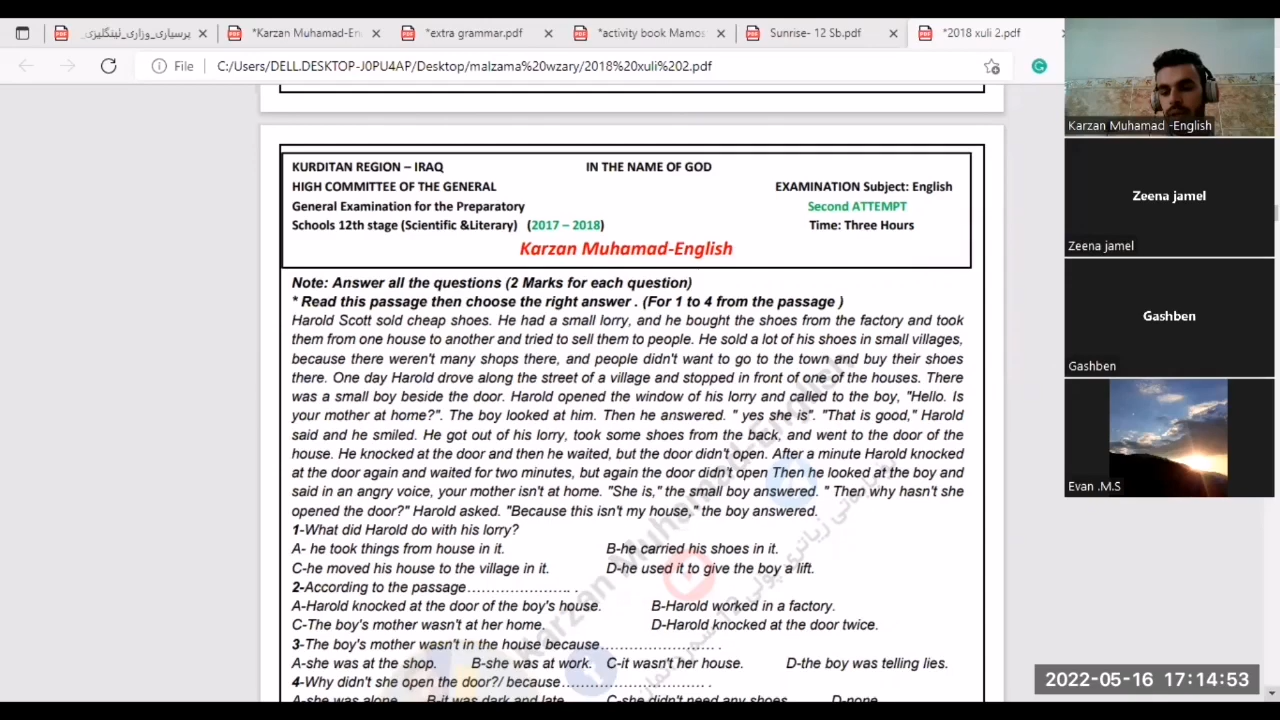 پرسیاری_وزاری_ئینگلیزی_
*Karzan Muhamad-En
*extra grammar.pdf
*activity book Mamos
Sunrise- 12 Sb.pdf
*2018 xuli 2.pdf
File
C:/Users/DELL.DESKTOP-J0PU4AP/Desktop/malzama%20wzary/2018%20xuli%202.pdf
KURDITAN REGION – IRAQ IN THE NAME OF GOD
HIGH COMMITTEE OF THE GENERAL EXAMINATION Subject: English
General Examination for the Preparatory Second ATTEMPT
Schools 12th stage (Scientific &Literary) (2017 – 2018) Time: Three Hours
Karzan Muhamad-English
Note: Answer all the questions (2 Marks for each question)
* Read this passage then choose the right answer . (For 1 to 4 from the passage )
Harold Scott sold cheap shoes. He had a small lorry, and he bought the shoes from the factory and took
them from one house to another and tried to sell them to people. He sold a lot of his shoes in small villages,
because there weren't many shops there, and people didn't want to go to the town and buy their shoes
there. One day Harold drove along the street of a village and stopped in front of one of the houses. There
was a small boy beside the door. Harold opened the window of his lorry and called to the boy, "Hello. Is
your mother at home?". The boy looked at him. Then he answered. " yes she is". "That is good," Harold
said and he smiled. He got out of his lorry, took some shoes from the back, and went to the door of the
house. He knocked at the door and then he waited, but the door didn't open. After a minute Harold knocked
at the door again and waited for two minutes, but again the door didn't open Then he looked at the boy and
said in an angry voice, your mother isn't at home. "She is," the small boy answered. " Then why hasn't she
opened the door?" Harold asked. "Because this isn't my house," the boy answered.
1-What did Harold do with his lorry?
A- he took things from house in it. B-he carried his shoes in it.
C-he moved his house to the village in it. D-he used it to give the boy a lift.
2-According to the passage…………………. .
A-Harold knocked at the door of the boy's house. B-Harold worked in a factory.
C-The boy's mother wasn't at her home. D-Harold knocked at the door twice.
3-The boy's mother wasn't in the house because………………………. .
A-she was at the shop. B-she was at work. C-it wasn't her house. D-the boy was telling lies.
4-Why didn't she open the door?/ because……………………………. .
A-she was alone B-it was dark and late C-she didn't need any shoes D-none
Karzan Muhamad-English
Karzan Muhamad -English
Zeena jamel
Zeena jamel
Gashben
Gashben
Evan .M.S
2022-05-16 17:14:53